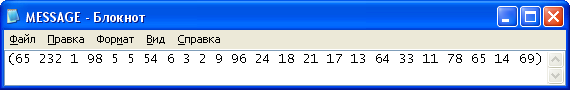 MESSAGE - Блокнот
Файл Правка Формат Вид Справка
(65 232 1 98 5 5 54 6 3 2 9 96 24 18 21 17 13 64 33 11 78 65 14 69)